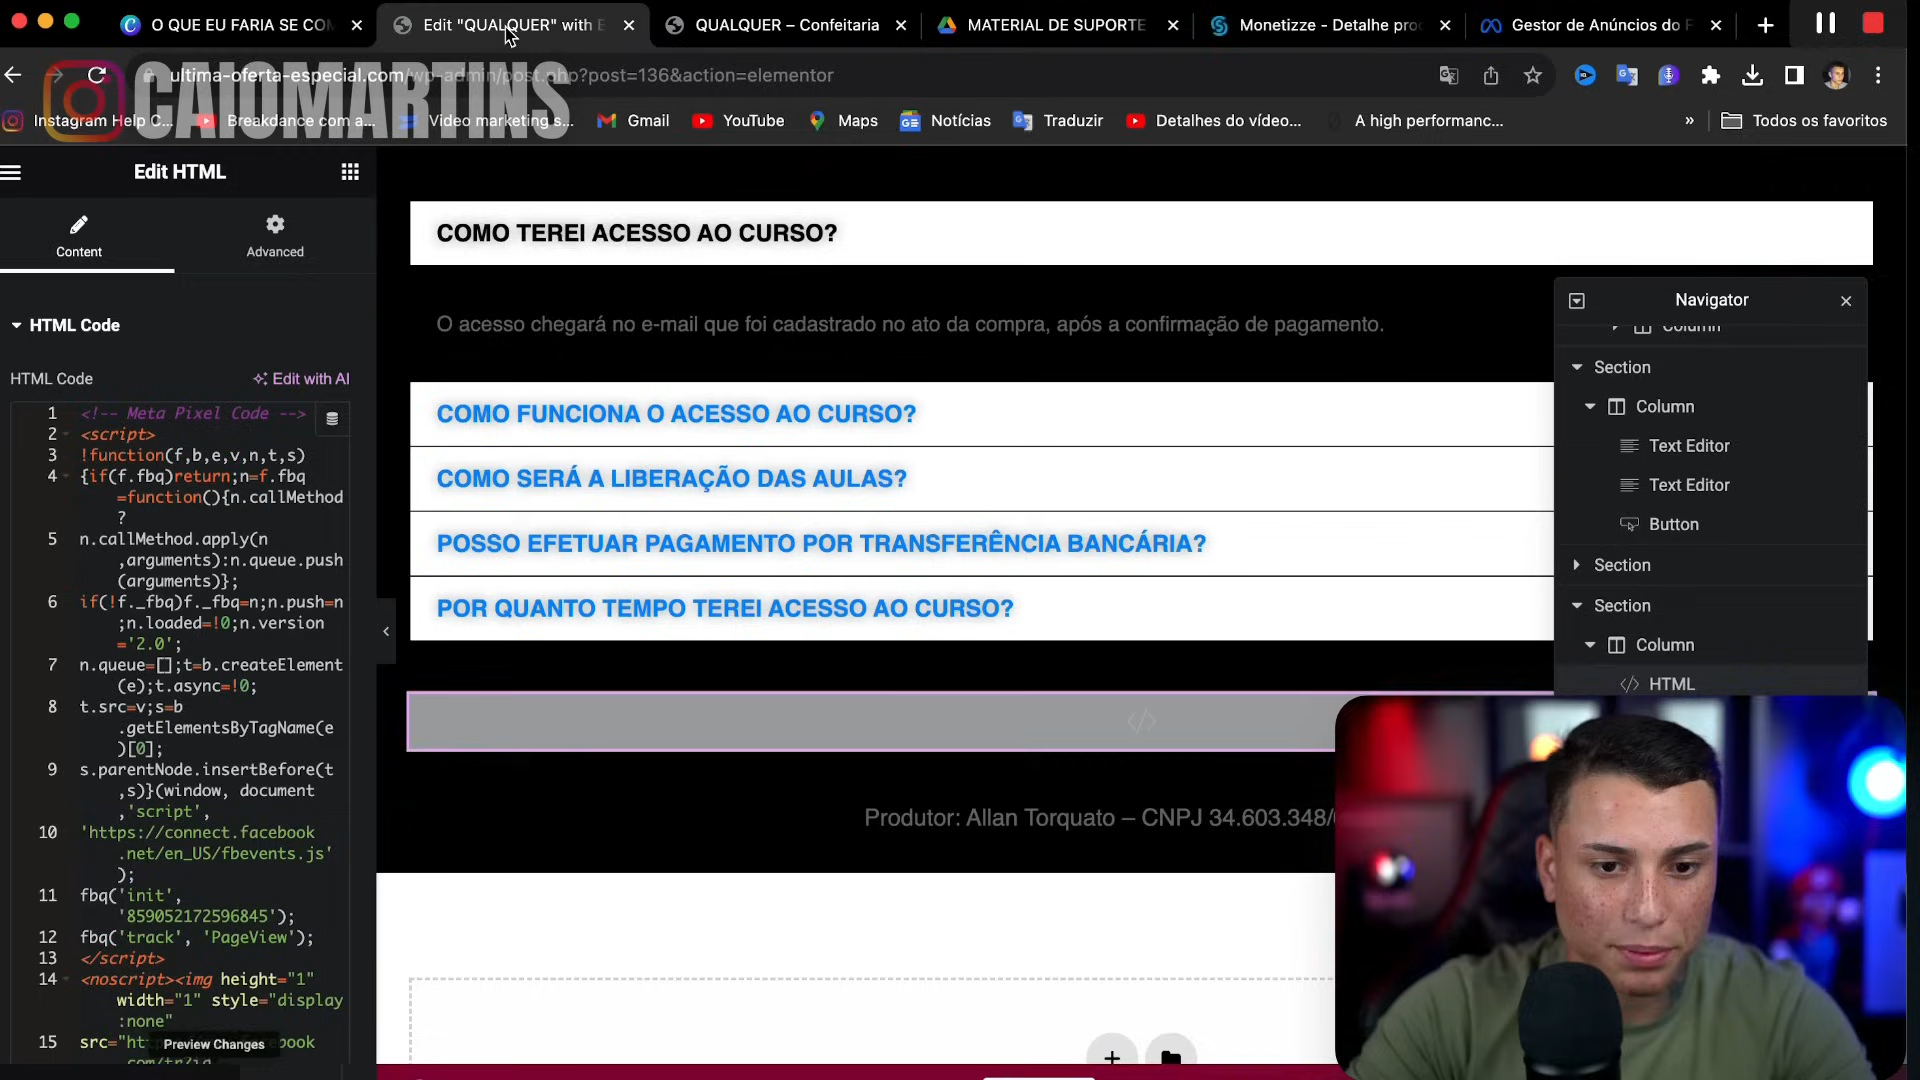 O QUE EU FARIA SE COM
Edit "QUALQUER" with E
QUALQUER – Confeitaria
MATERIAL DE SUPORTE
Monetizze - Detalhe pro
Gestor de Anúncios do F
ultima-oferta-especial.com/wp-admin/post.php?post=136&action=elementor
CAIOMARTINS
Instagram Help C...
Breakdance com a...
Video marketing s...
Gmail
YouTube
Maps
Notícias
Traduzir
Detalhes do vídeo...
A high performanc...
»
Todos os favoritos
Edit HTML
Content
Advanced
HTML Code
HTML Code
Edit with AI
1 <!-- Meta Pixel Code -->
2 <script>
3 !function(f,b,e,v,n,t,s)
4 {if(f.fbq)return;n=f.fbq
=function(){n.callMethod
?
5 n.callMethod.apply(n
,arguments):n.queue.push
(arguments)};
6 if(!f._fbq)f._fbq=n;n.push=n
;n.loaded=!0;n.version
='2.0';
7 n.queue=[];t=b.createElement
(e);t.async=!0;
8 t.src=v;s=b
.getElementsByTagName(e
)[0];
9 s.parentNode.insertBefore(t
,s)}(window, document
,'script',
10 'https://connect.facebook
.net/en_US/fbevents.js'
);
11 fbq('init',
'859052172596845');
12 fbq('track', 'PageView');
13 </script>
14 <noscript><img height="1"
width="1" style="display
:none"
15 src="ht
book
Preview Changes
COMO TEREI ACESSO AO CURSO?
O acesso chegará no e-mail que foi cadastrado no ato da compra, após a confirmação de pagamento.
COMO FUNCIONA O ACESSO AO CURSO?
COMO SERÁ A LIBERAÇÃO DAS AULAS?
POSSO EFETUAR PAGAMENTO POR TRANSFERÊNCIA BANCÁRIA?
POR QUANTO TEMPO TEREI ACESSO AO CURSO?
Produtor: Allan Torquato – CNPJ 34.603.348/
Navigator
Column
Section
Column
Text Editor
Text Editor
Button
Section
Section
Column
HTML